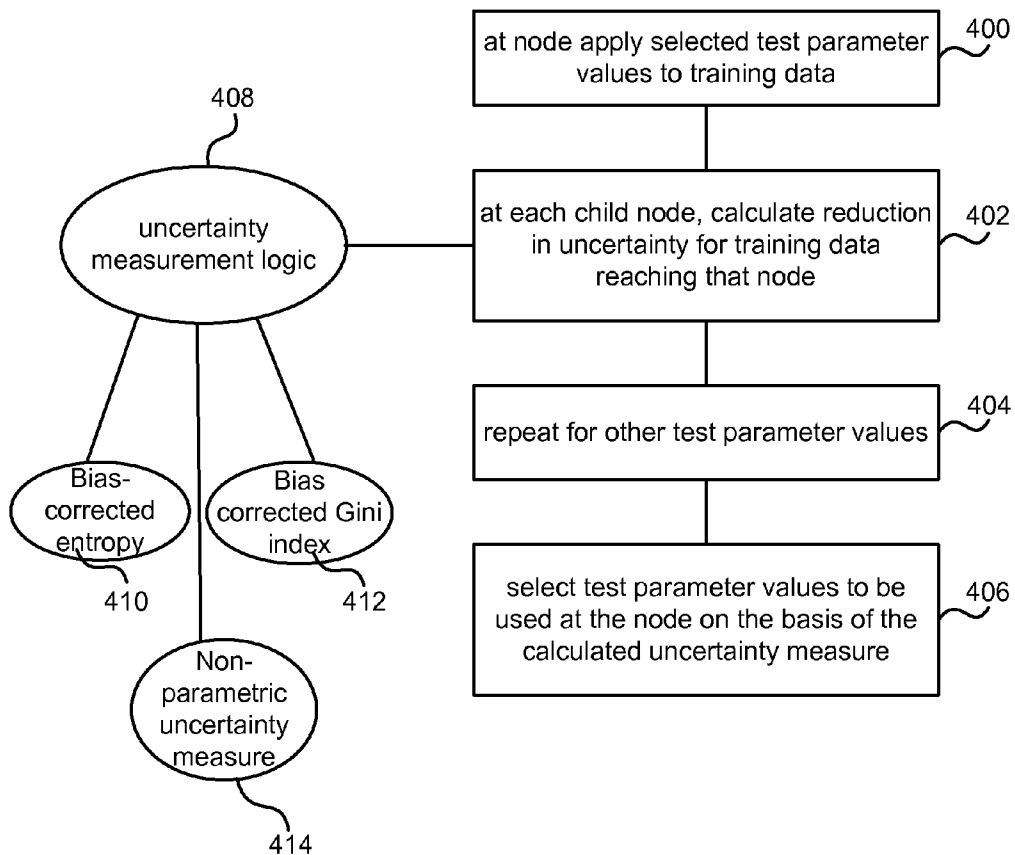 at node apply selected test parameter
values to training data
400
408
uncertainty
measurement logic
at each child node, calculate reduction
in uncertainty for training data
reaching that node
402
repeat for other test parameter values
404
Bias-
corrected
entropy
410
Bias
corrected Gini
index
412
select test parameter values to be
used at the node on the basis of the
calculated uncertainty measure
406
Non-
parametric
uncertainty
measure
414